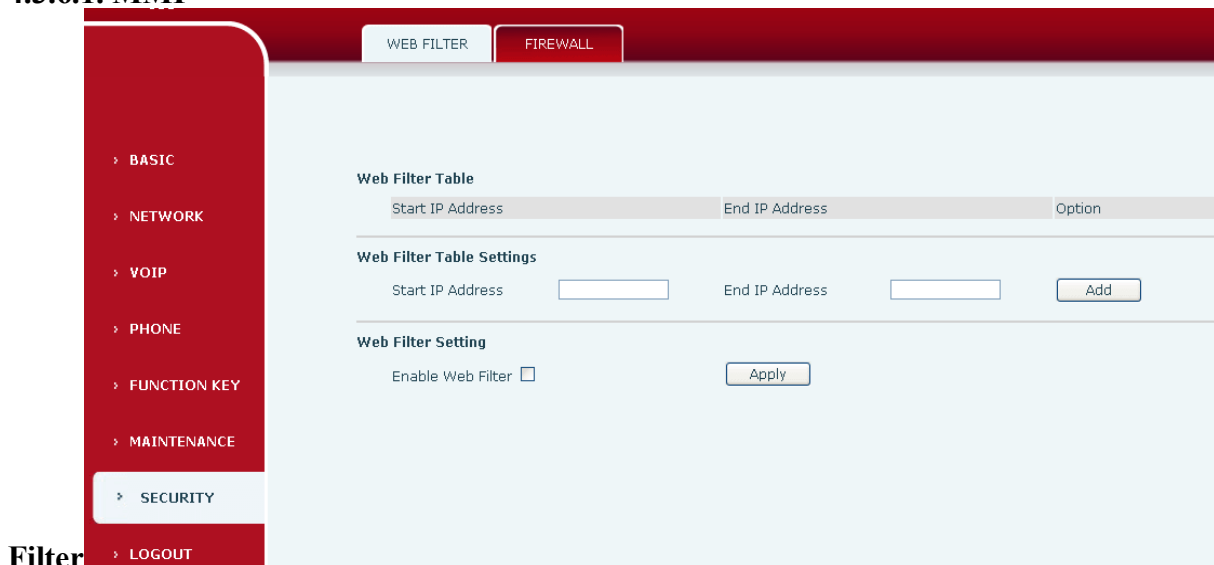 WEB FILTER FIREWALL
› BASIC
Web Filter Table
Start IP Address End IP Address Option
› NETWORK
Web Filter Table Settings
› VOIP
Start IP Address End IP Address Add
› PHONE
Web Filter Setting
Enable Web Filter Apply
› FUNCTION KEY
› MAINTENANCE
› SECURITY
Filter › LOGOUT